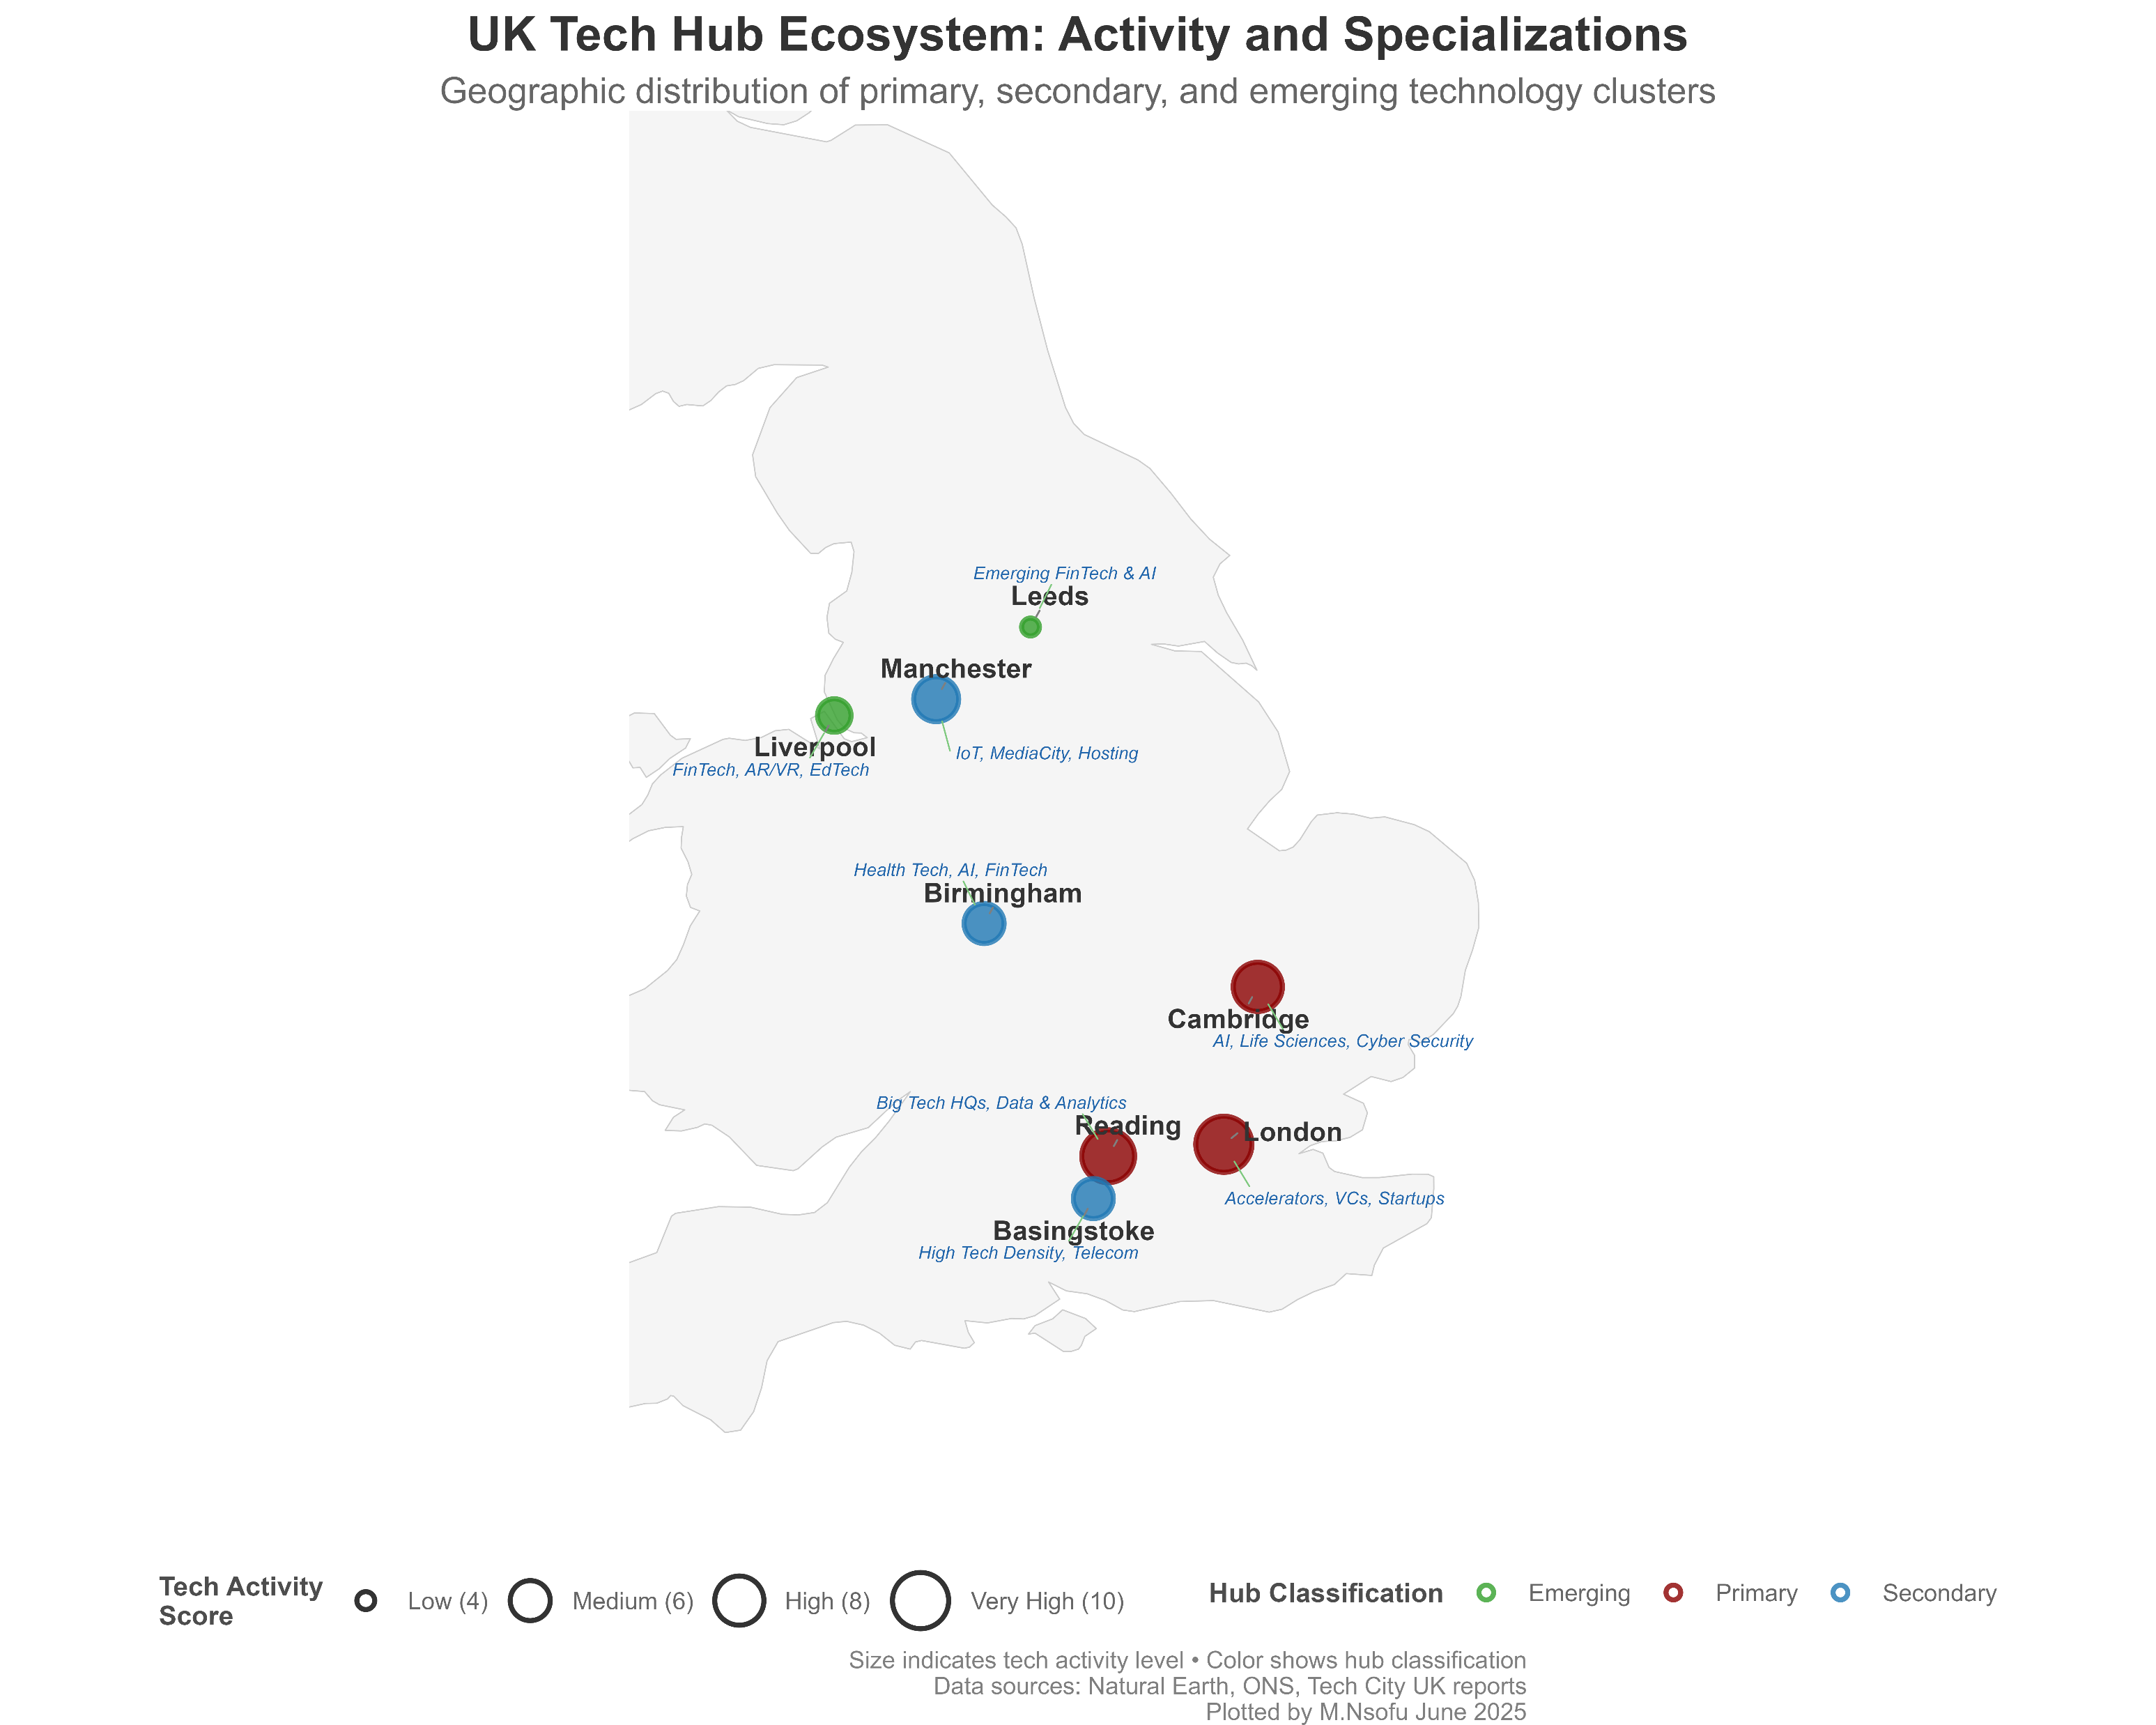 UK Tech Hub Ecosystem: Activity and Specializations
Geographic distribution of primary, secondary, and emerging technology clusters
Emerging FinTech & AI
Leeds
Manchester
Liverpool
IoT, MediaCity, Hosting
FinTech, AR/VR, EdTech
Health Tech, AI, FinTech
Birmingham
Cambridge
AI, Life Sciences, Cyber Security
Big Tech HQs, Data & Analytics
Reading
London
Accelerators, VCs, Startups
Basingstoke
High Tech Density, Telecom
Tech Activity
Score
Low (4)
Medium (6)
High (8)
Very High (10)
Hub Classification
Emerging
Primary
Secondary
Size indicates tech activity level • Color shows hub classification
Data sources: Natural Earth, ONS, Tech City UK reports
Plotted by M.Nsofu June 2025